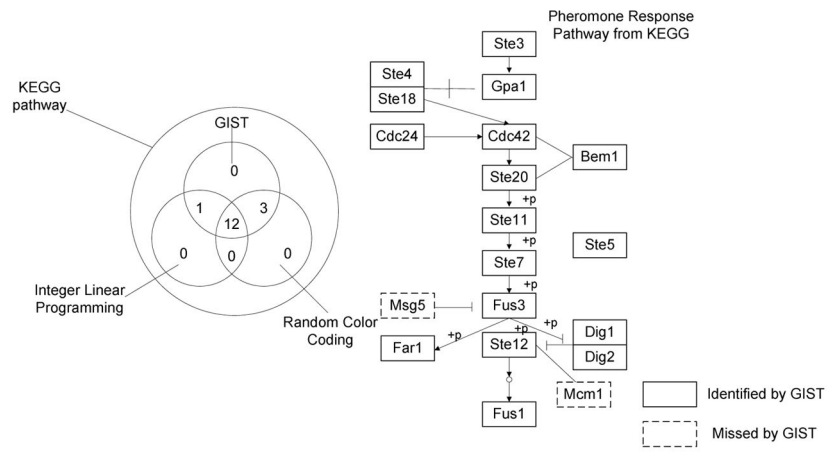 Pheromone Response
Pathway from KEGG
KEGG
pathway
GIST
0
1
3
12
0
0
0
Integer Linear
Programming
Random Color
Coding
Ste3
Ste4
Ste18
Gpa1
Cdc24
Cdc42
Bem1
Ste20
+p
Ste11
+p
Ste5
Ste7
+p
Msg5
Fus3
+p
+p
+p
Far1
Ste12
Dig1
Dig2
Mcm1
Fus1
Identified by GIST
Missed by GIST